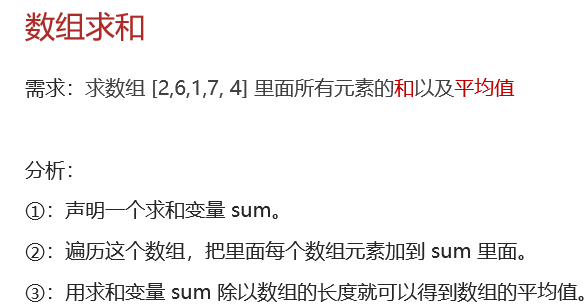 数组求和
需求：求数组 [2,6,1,7, 4] 里面所有元素的和以及平均值
分析：
①：声明一个求和变量 sum。
②：遍历这个数组，把里面每个数组元素加到 sum 里面。
③：用求和变量 sum 除以数组的长度就可以得到数组的平均值。